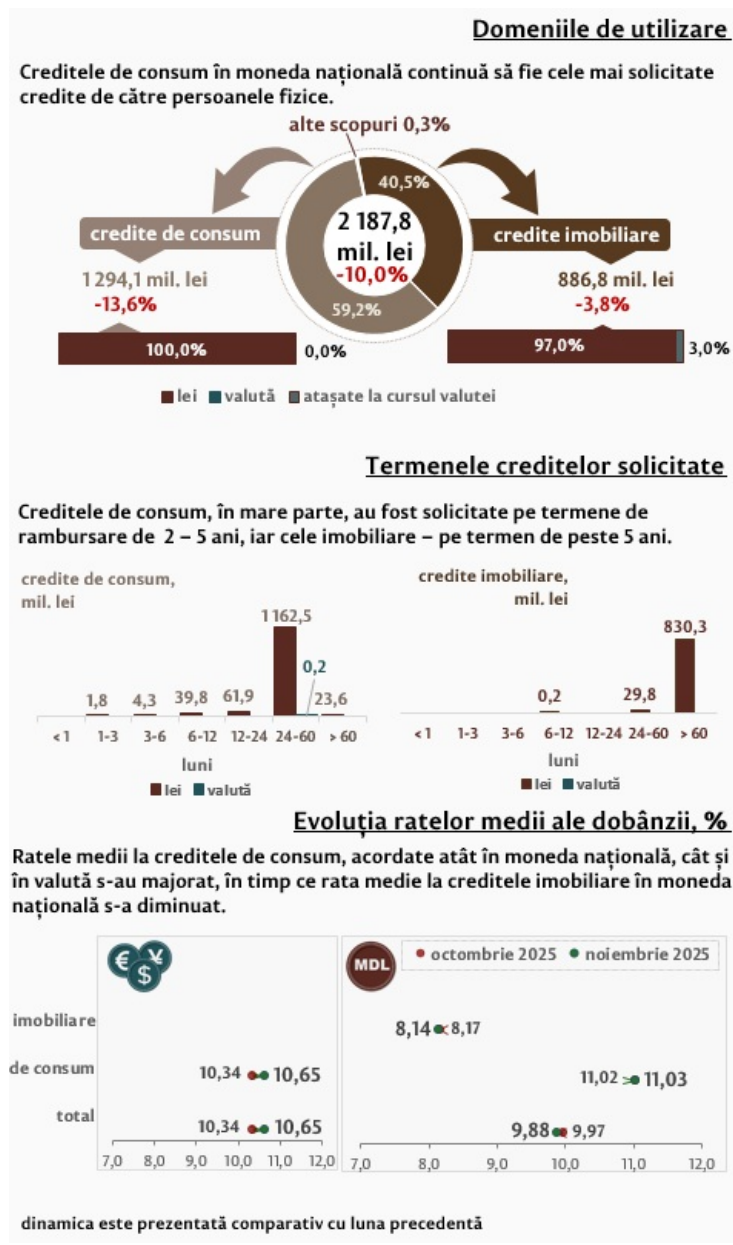 Domeniile de utilizare
Creditele de consum în moneda națională continuă să fie cele mai solicitate
credite de către persoanele fizice.
alte scopuri 0,3%
40,5%
2 187,8
mil. lei
-10,0%
59,2%
credite de consum
1 294,1 mil. lei
-13,6%
100,0%
0,0%
credite imobiliare
886,8 mil. lei
-3,8%
97,0%
3,0%
lei valută atașate la cursul valutei
Termenele creditelor solicitate
Creditele de consum, în mare parte, au fost solicitate pe termene de
rambursare de 2 – 5 ani, iar cele imobiliare – pe termen de peste 5 ani.
credite de consum,
mil. lei
1 162,5
0,2
1,8 4,3 39,8 61,9 23,6
< 1 1-3 3-6 6-12 12-24 24-60 > 60
luni
lei valută
credite imobiliare,
mil. lei
830,3
0,2 29,8
< 1 1-3 3-6 6-12 12-24 24-60 > 60
luni
lei valută
Evoluția ratelor medii ale dobânzii, %
Ratele medii la creditele de consum, acordate atât în moneda națională, cât și
în valută s-au majorat, în timp ce rata medie la creditele imobiliare în moneda
națională s-a diminuat.
€ ¥ $
MDL
octombrie 2025 noiembrie 2025
imobiliare
8,14 8,17
de consum
10,34 10,65
11,02 11,03
total
10,34 10,65
9,88 9,97
7,0 8,0 9,0 10,0 11,0 12,0
7,0 8,0 9,0 10,0 11,0 12,0
dinamica este prezentată comparativ cu luna precedentă